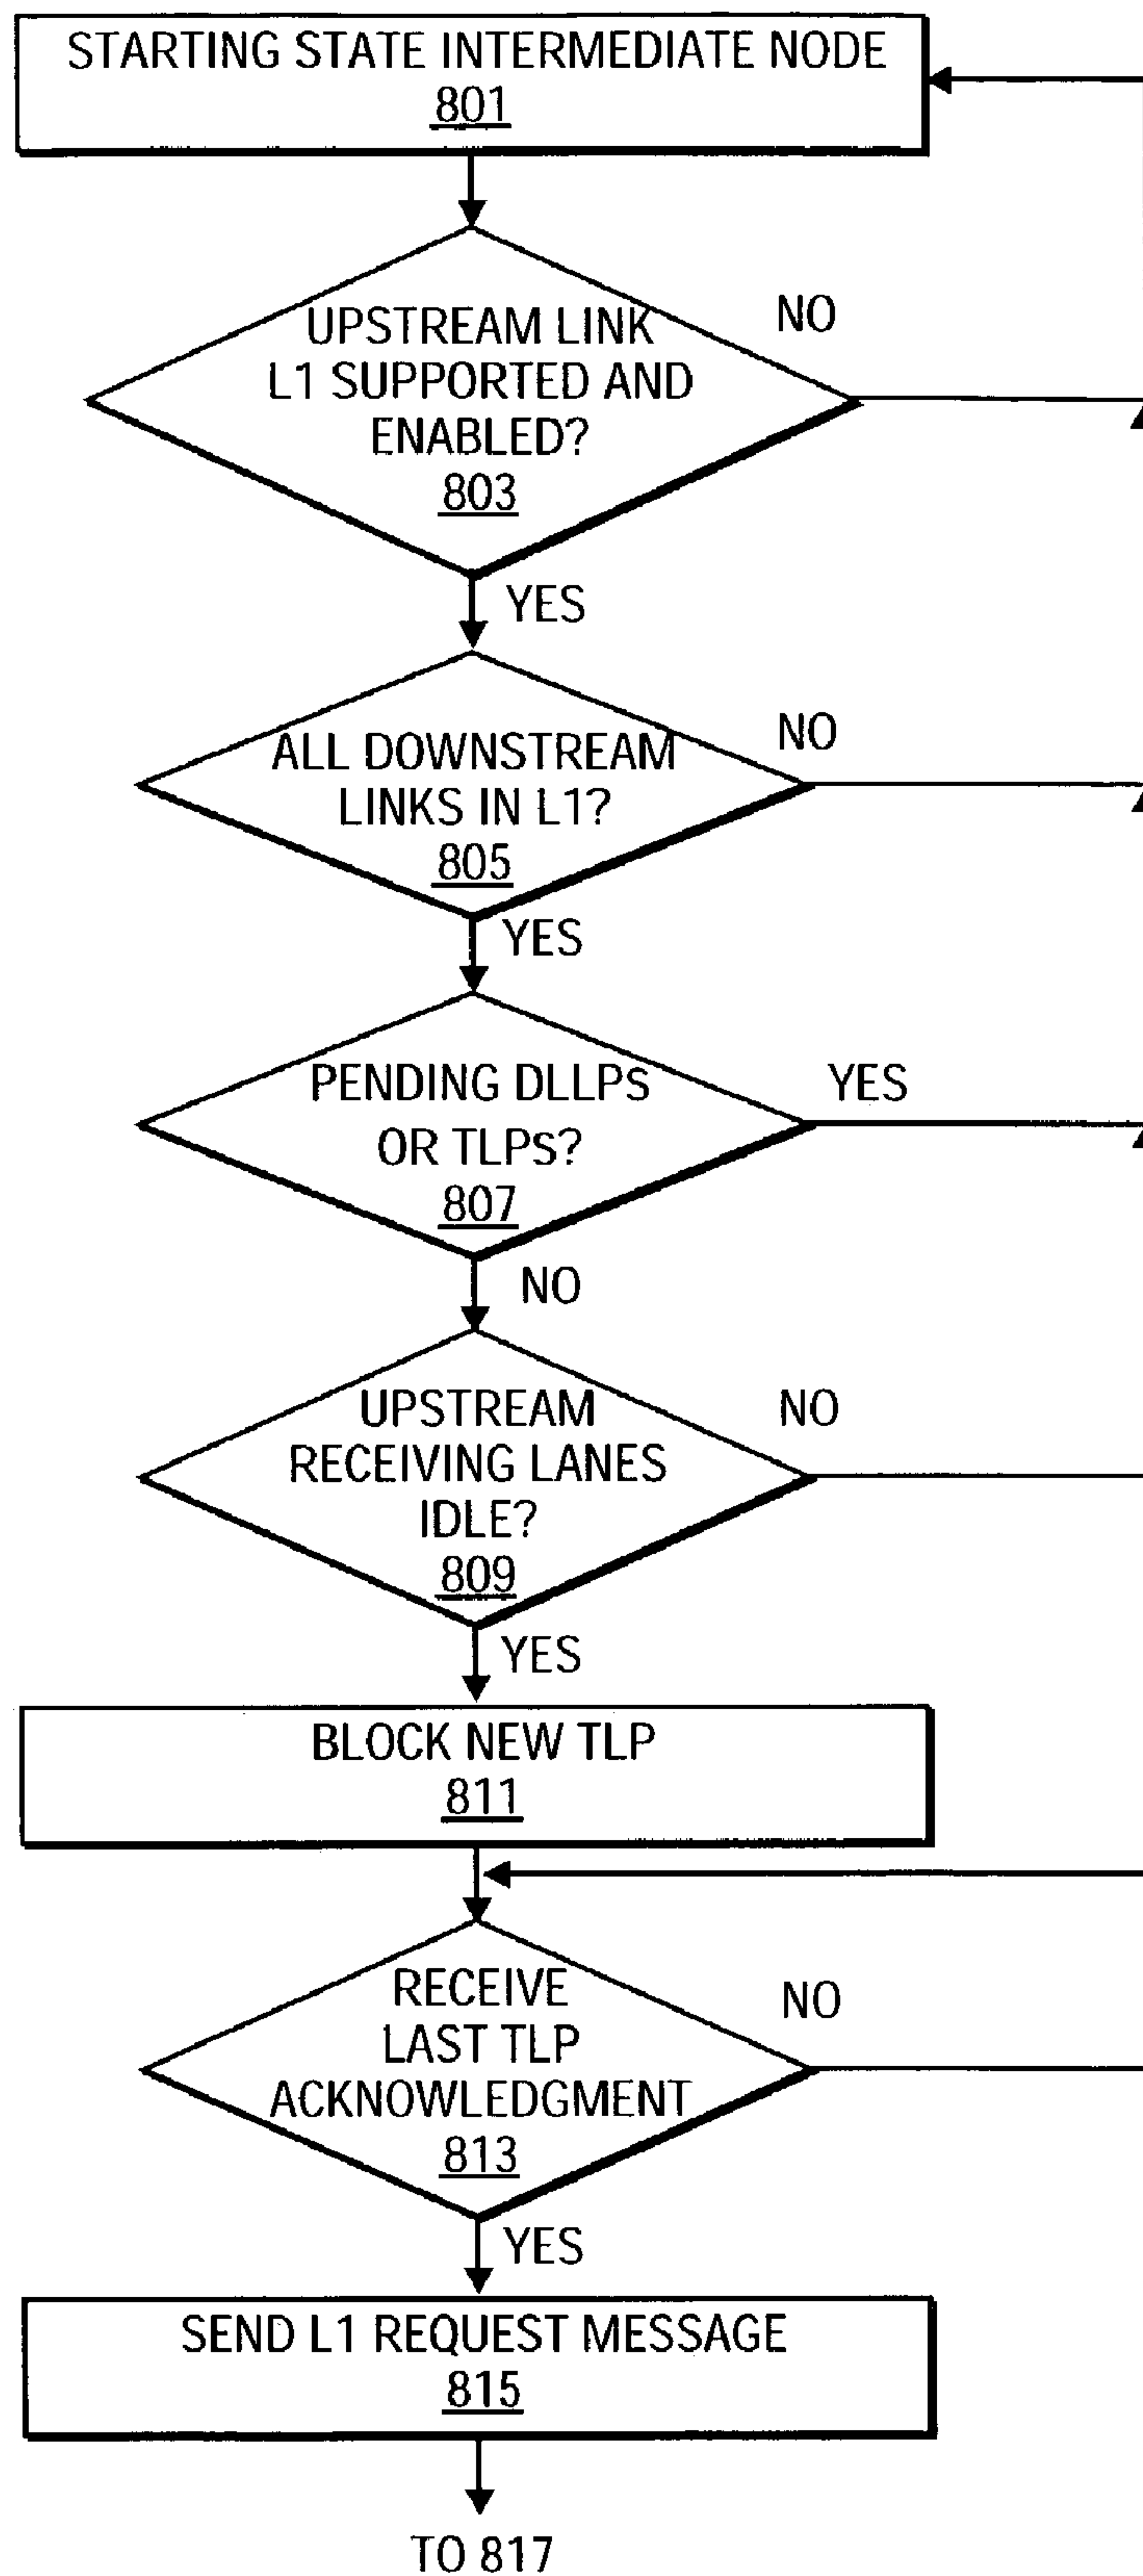 STARTING STATE INTERMEDIATE NODE
801
NO
UPSTREAM LINK
L1 SUPPORTED AND
ENABLED?
803
YES
NO
ALL DOWNSTREAM
LINKS IN L1?
805
YES
PENDING DLLPs
YES
OR TLPs?
807
NO
UPSTREAM
NO
RECEIVING LANES
IDLE?
809
YES
BLOCK NEW TLP
811
RECEIVE
NO
LAST TLP
ACKNOWLEDGMENT
813
YES
SEND L1 REQUEST MESSAGE
815
TO 817